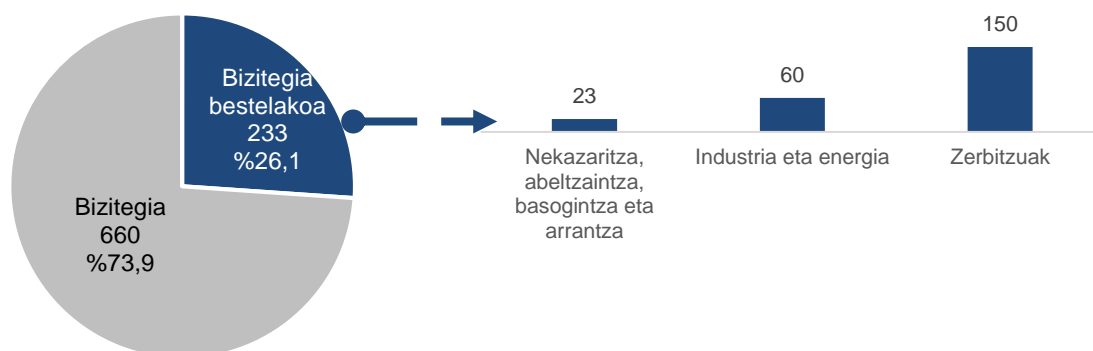 Bizitegia
bestelakoa
233
%26,1
Bizitegia
660
%73,9
23
60
150
Nekazaritza,
abeltzaintza,
basogintza eta
arrantza
Industria eta energia
Zerbitzuak